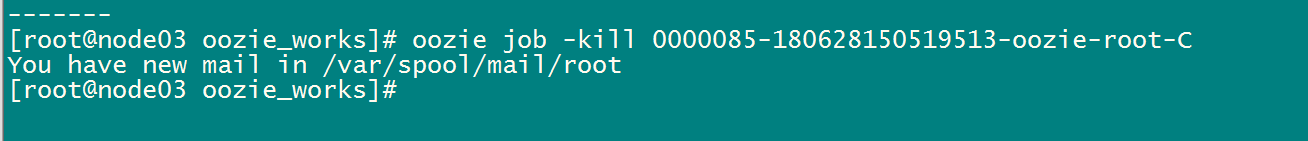 -------
[root@node03 oozie_works]# oozie job -kill 0000085-180628150519513-oozie-root-C
You have new mail in /var/spool/mail/root
[root@node03 oozie_works]#